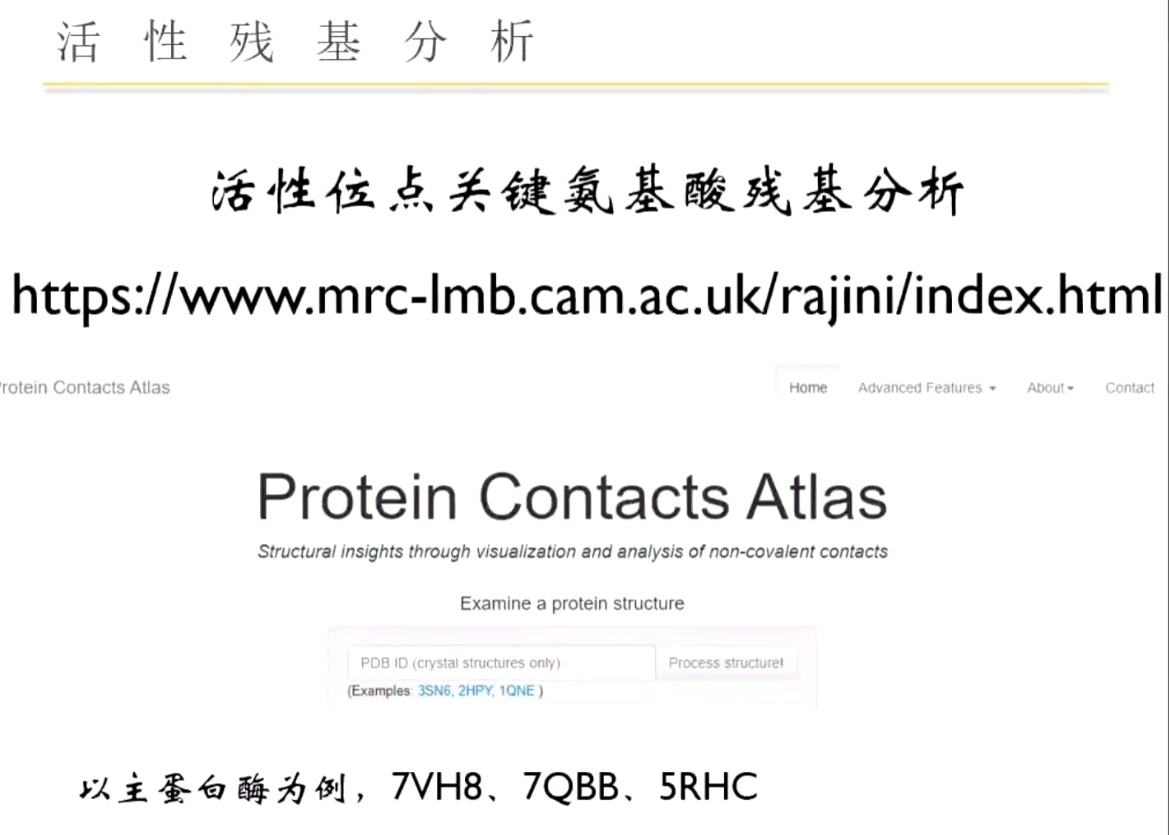 活性残基分析
活性位点关键氨基酸残基分析
https://www.mrc-lmb.cam.ac.uk/rajini/index.html
rotein Contacts Atlas
Home Advanced Features About Contact
Protein Contacts Atlas
Structural insights through visualization and analysis of non-covalent contacts
Examine a protein structure
PDB ID (crystal structures only) Process structure!
(Examples: 3SN6, 2HPY, 1QNE )
以主蛋白酶为例，7VH8、7QBB、5RHC